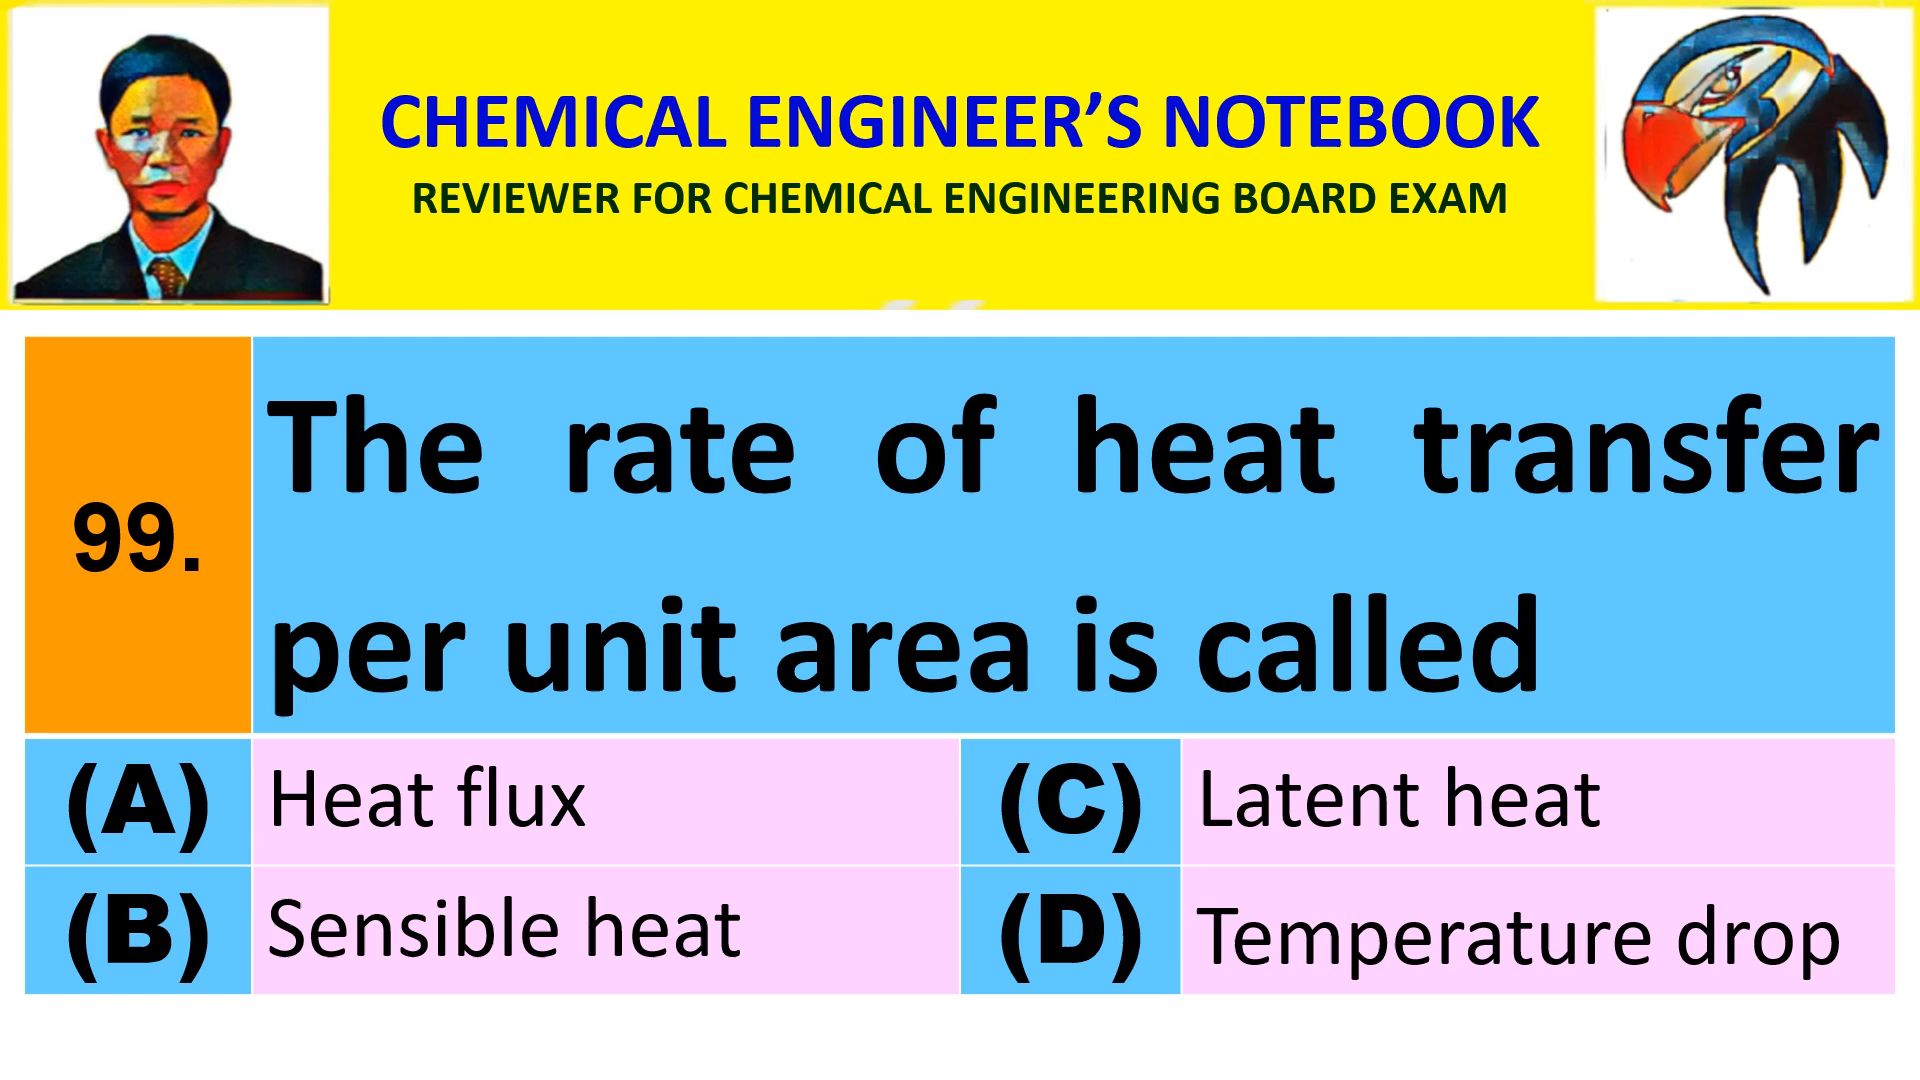 CHEMICAL ENGINEER’S NOTEBOOK
REVIEWER FOR CHEMICAL ENGINEERING BOARD EXAM
99.
The rate of heat transfer
per unit area is called
(A) Heat flux
(C) Latent heat
(B) Sensible heat
(D) Temperature drop